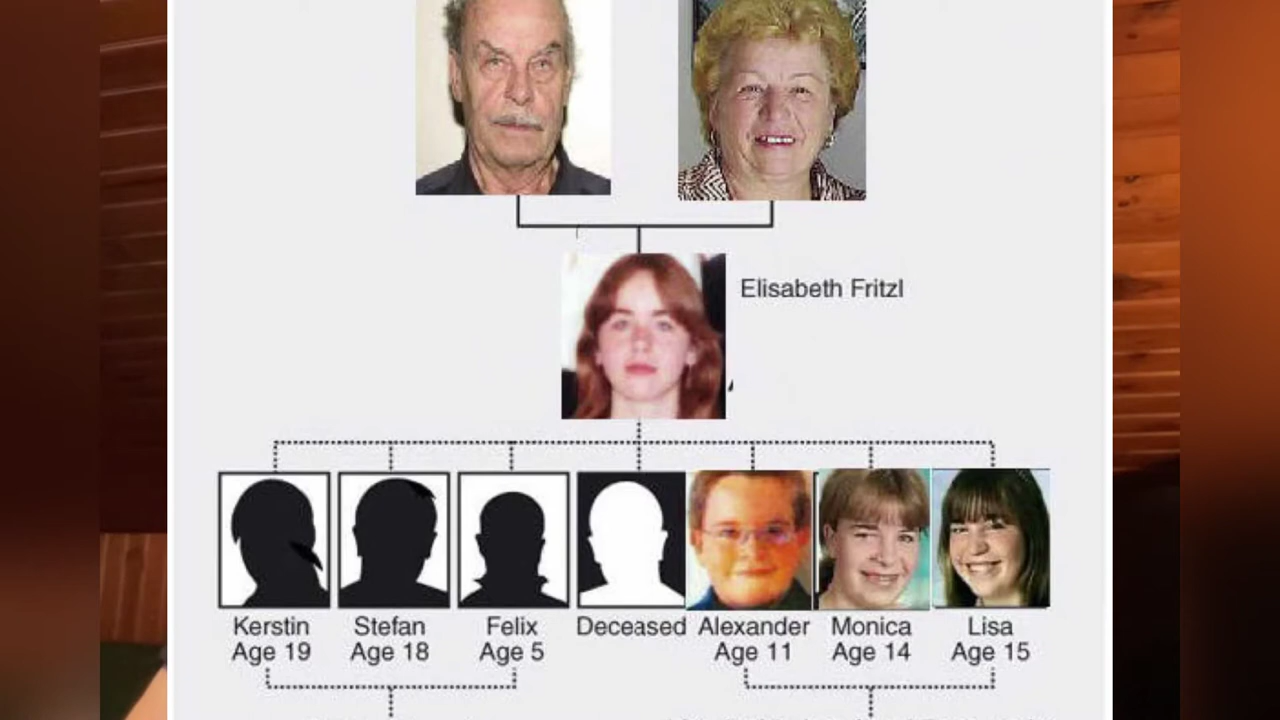 Elisabeth Fritzl
Kerstin Stefan Felix Deceased Alexander Monica Lisa
Age 19 Age 18 Age 5 Age 11 Age 14 Age 15